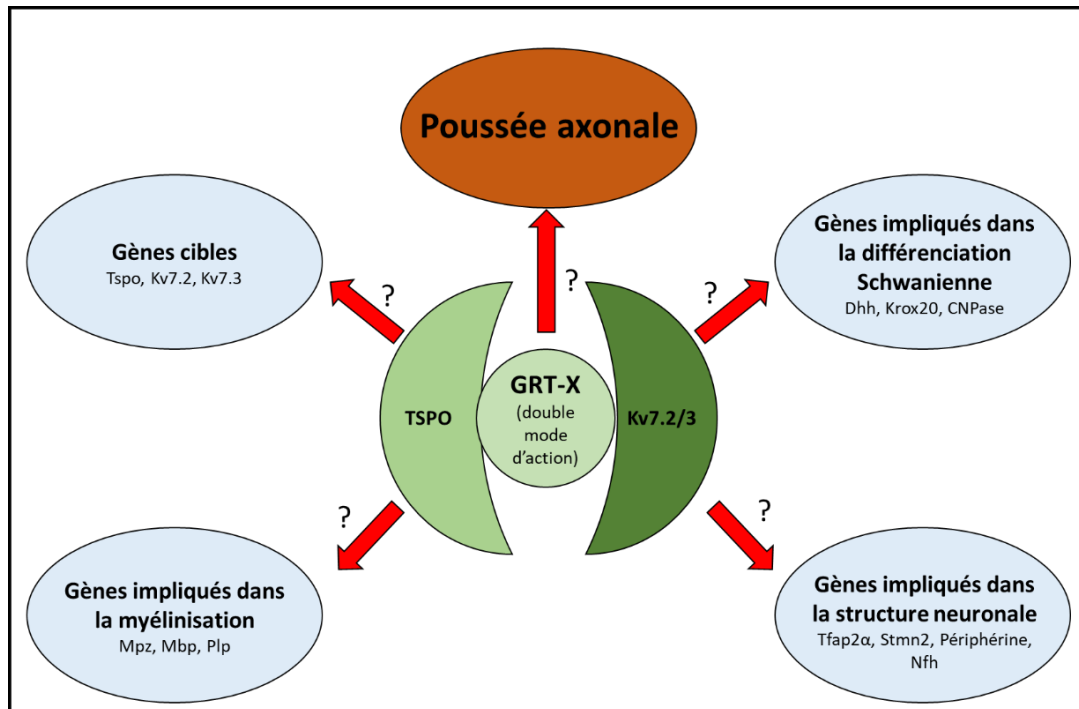 Poussée axonale
Gènes cibles
Tspo, Kv7.2, Kv7.3
?
?
Gènes impliqués dans
la différenciation
Schwanienne
Dhh, Krox20, CNPase
?
TSPO
GRT-X
(double
mode
d'action)
Kv7.2/3
?
Gènes impliqués dans
la myélinisation
Mpz, Mbp, Plp
?
Gènes impliqués dans
la structure neuronale
Tfap2α, Stmn2, Périphérine,
Nfh